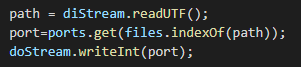 path = diStream.readUTF();
port=ports.get(files.indexOf(path));
doStream.writeInt(port);